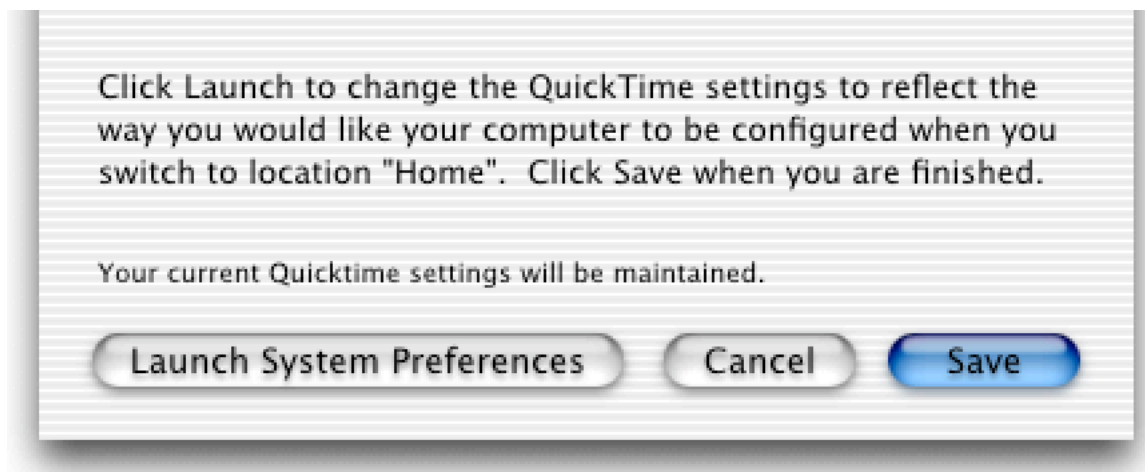 Click Launch to change the QuickTime settings to reflect the
way you would like your computer to be configured when you
switch to location "Home".  Click Save when you are finished.
Your current Quicktime settings will be maintained.
Launch System Preferences
Cancel
Save